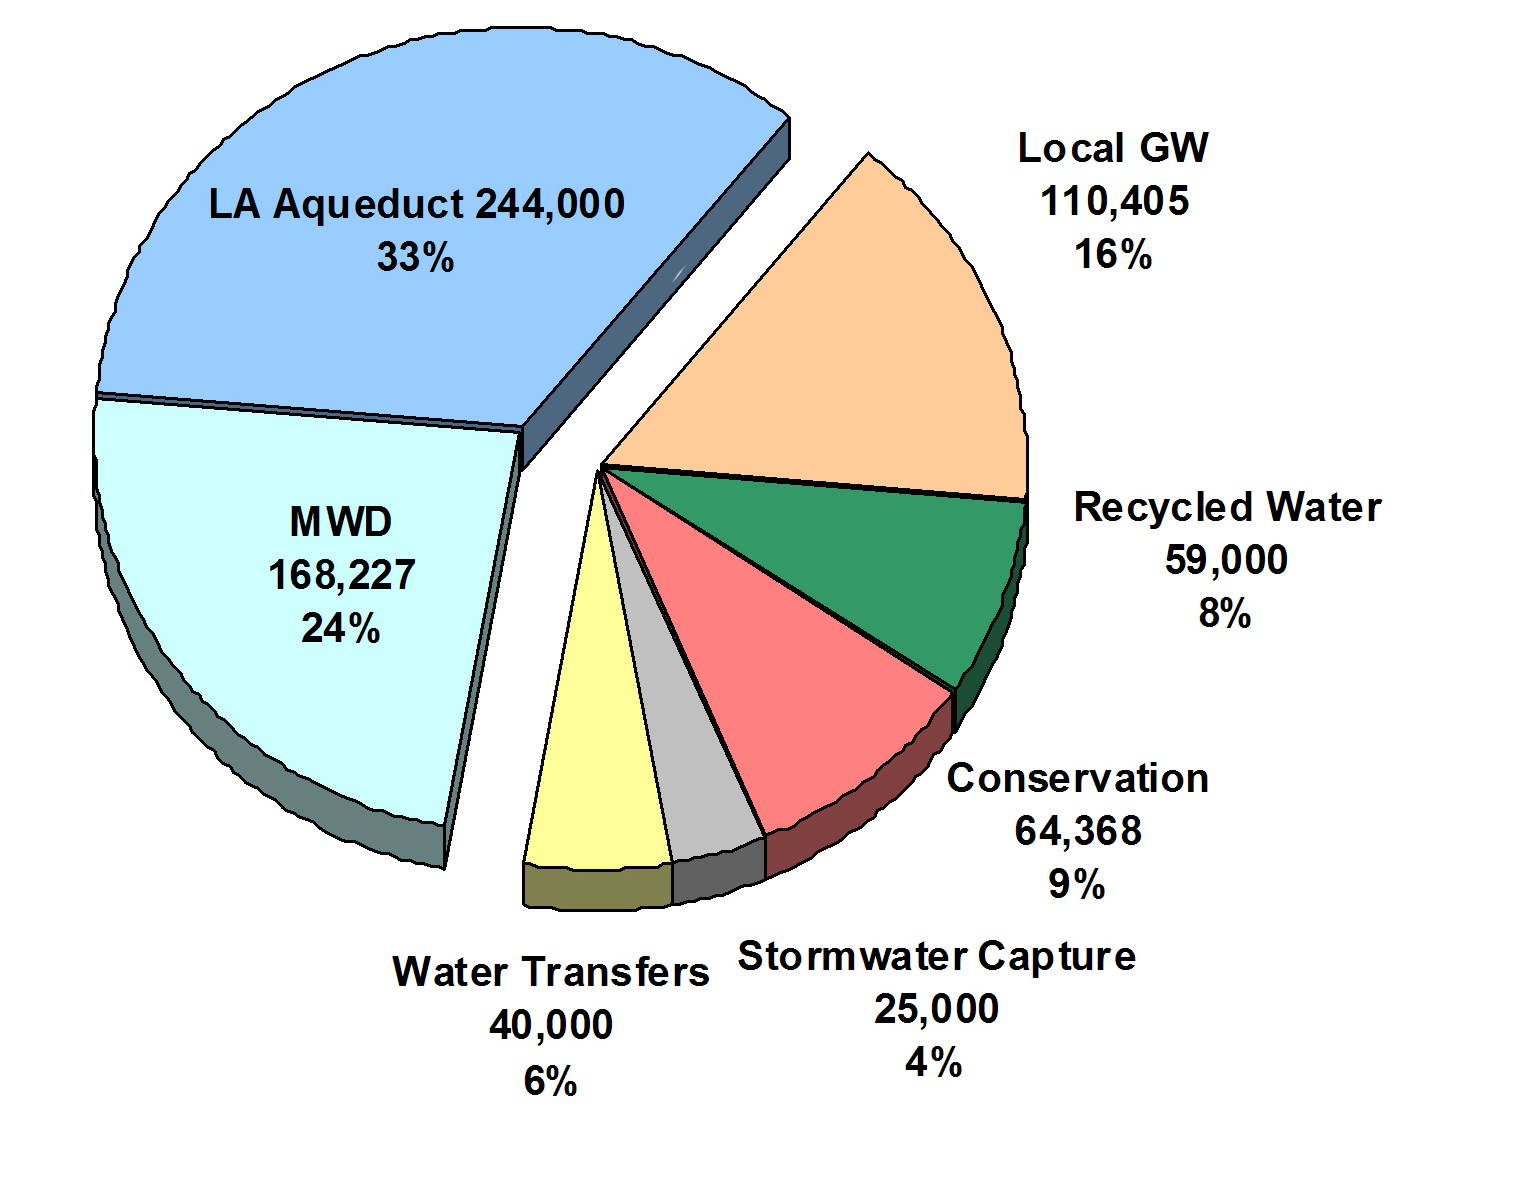 LA Aqueduct 244,000
33%
Local GW
110,405
16%
MWD
168,227
24%
Recycled Water
59,000
8%
Conservation
64,368
9%
Stormwater Capture
25,000
4%
Water Transfers
40,000
6%